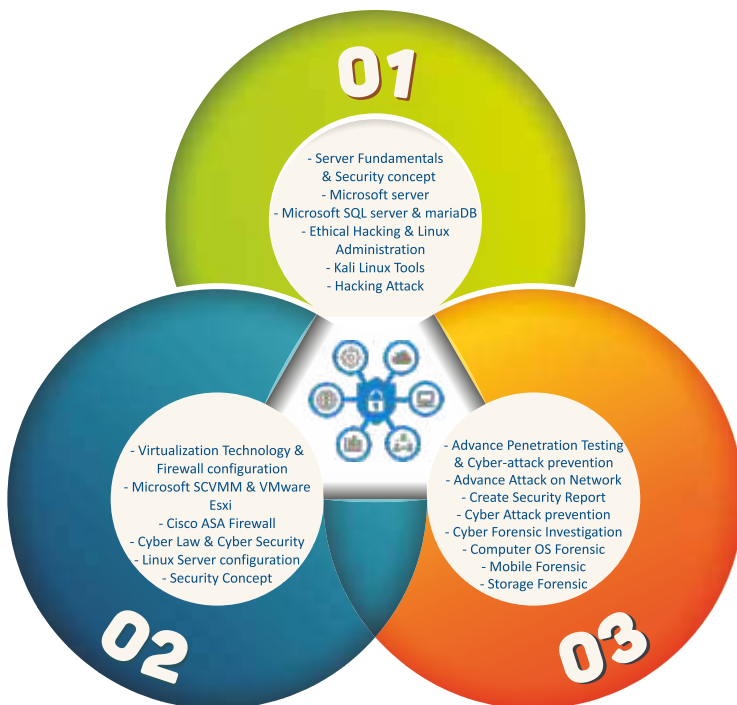 01
- Server Fundamentals
& Security concept
- Microsoft server
- Microsoft SQL server & mariaDB
- Ethical Hacking & Linux
Administration
- Kali Linux Tools
- Hacking Attack
02
- Virtualization Technology &
Firewall configuration
- Microsoft SCVMM & VMware
Esxi
- Cisco ASA Firewall
- Cyber Law & Cyber Security
- Linux Server configuration
- Security Concept
03
- Advance Penetration Testing
& Cyber-attack prevention
- Advance Attack on Network
- Create Security Report
- Cyber Attack prevention
- Cyber Forensic Investigation
- Computer OS Forensic
- Mobile Forensic
- Storage Forensic